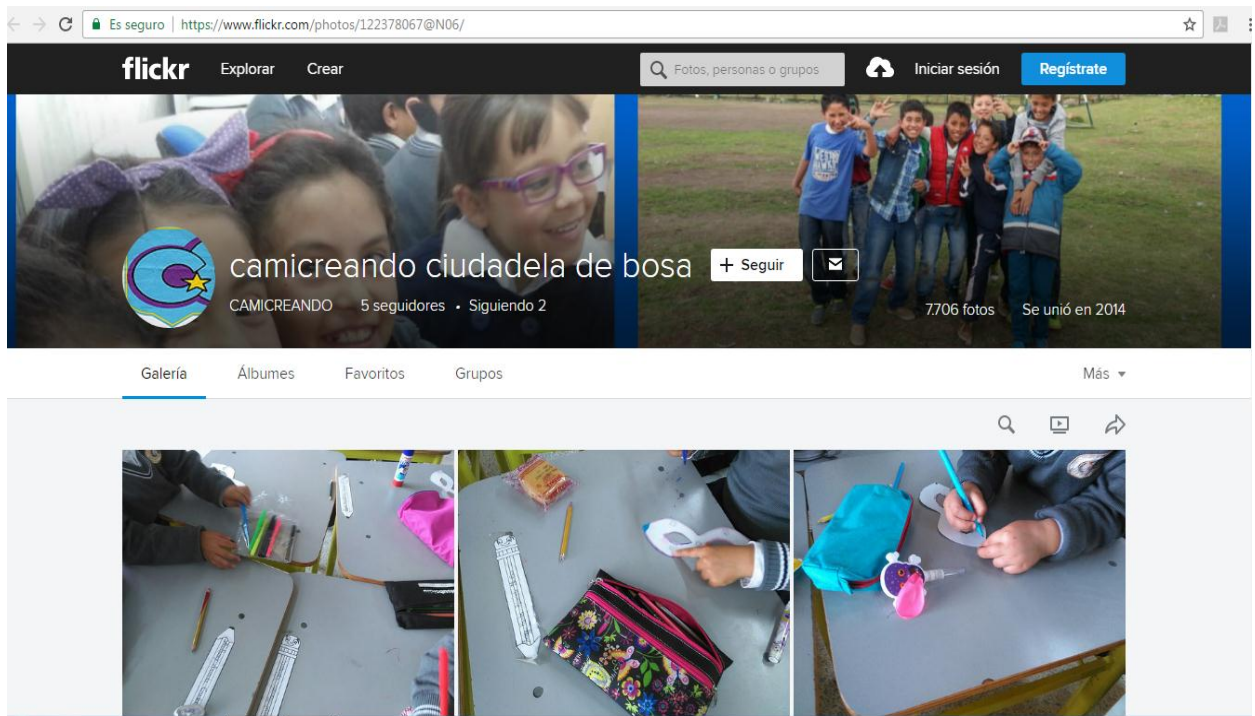 Es seguro | https://www.flickr.com/photos/122378067@N06/
flickr Explorar Crear Fotos, personas o grupos Iniciar sesión Regístrate
camicreando ciudadela de bosa + Seguir
CAMICREANDO 5 seguidores • Siguiendo 2 7.706 fotos Se unió en 2014
Galería Álbumes Favoritos Grupos Más